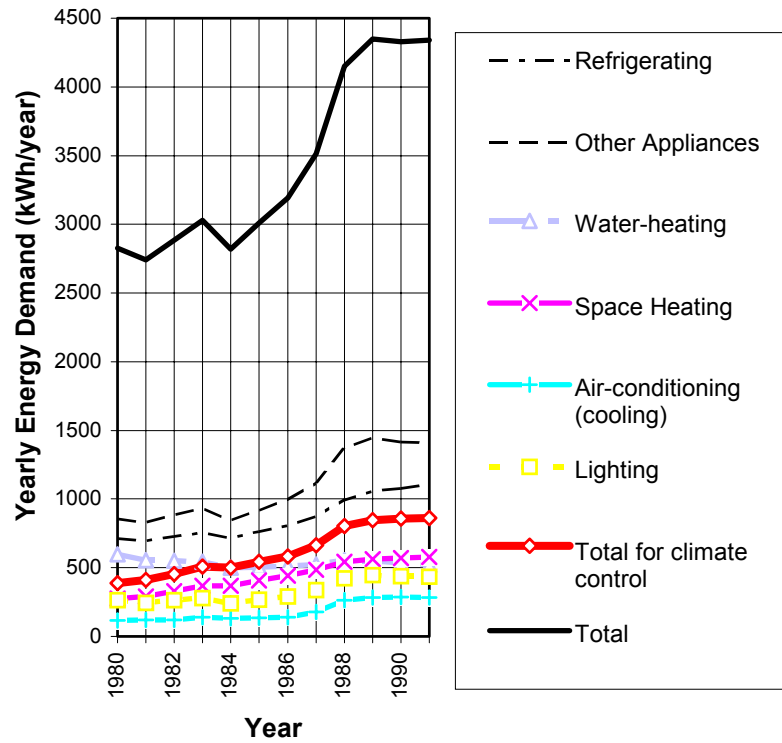 Yearly Energy Demand (kWh/year)
4500
4000
3500
3000
2500
2000
1500
1000
500
0
1980
1982
1984
1986
1988
1990
Year
Refrigerating
Other Appliances
Water-heating
Space Heating
Air-conditioning
(cooling)
Lighting
Total for climate
control
Total